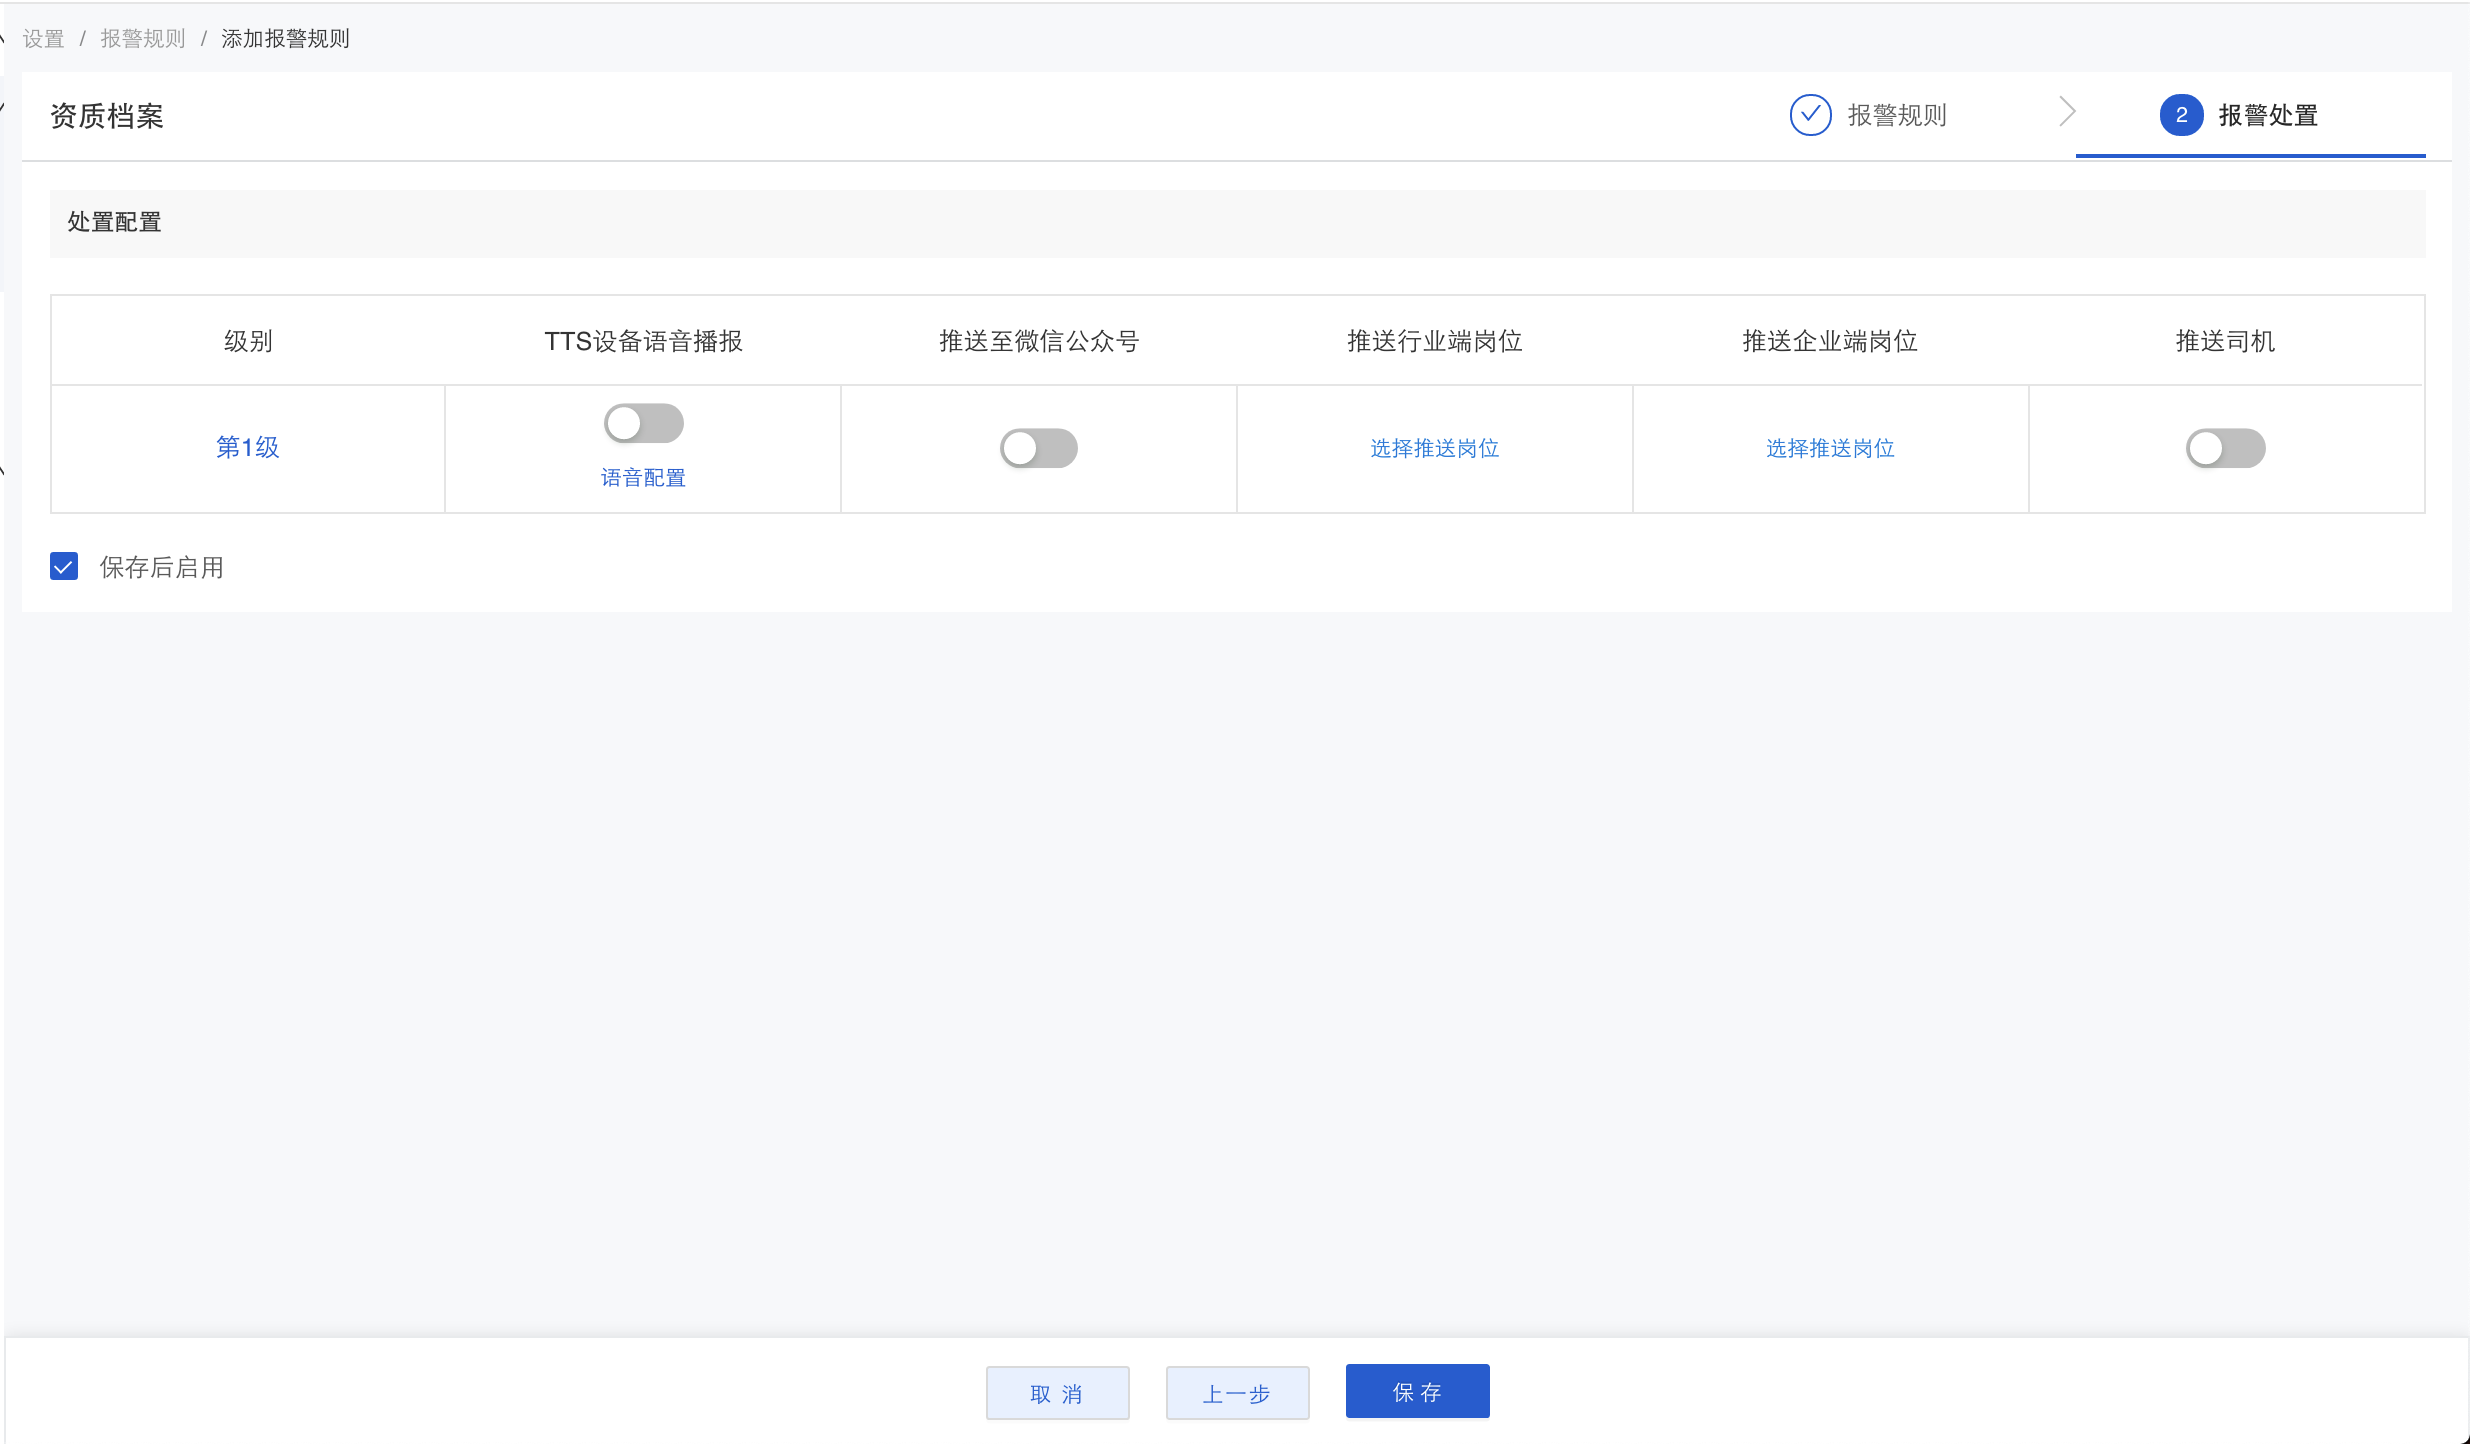 设置 / 报警规则 / 添加报警规则
资质档案 报警规则 2 报警处置
处置配置
级别 TTS设备语音播报 推送至微信公众号 推送行业端岗位 推送企业端岗位 推送司机
第1级 语音配置 选择推送岗位 选择推送岗位
保存后启用
取 消 上一步 保 存